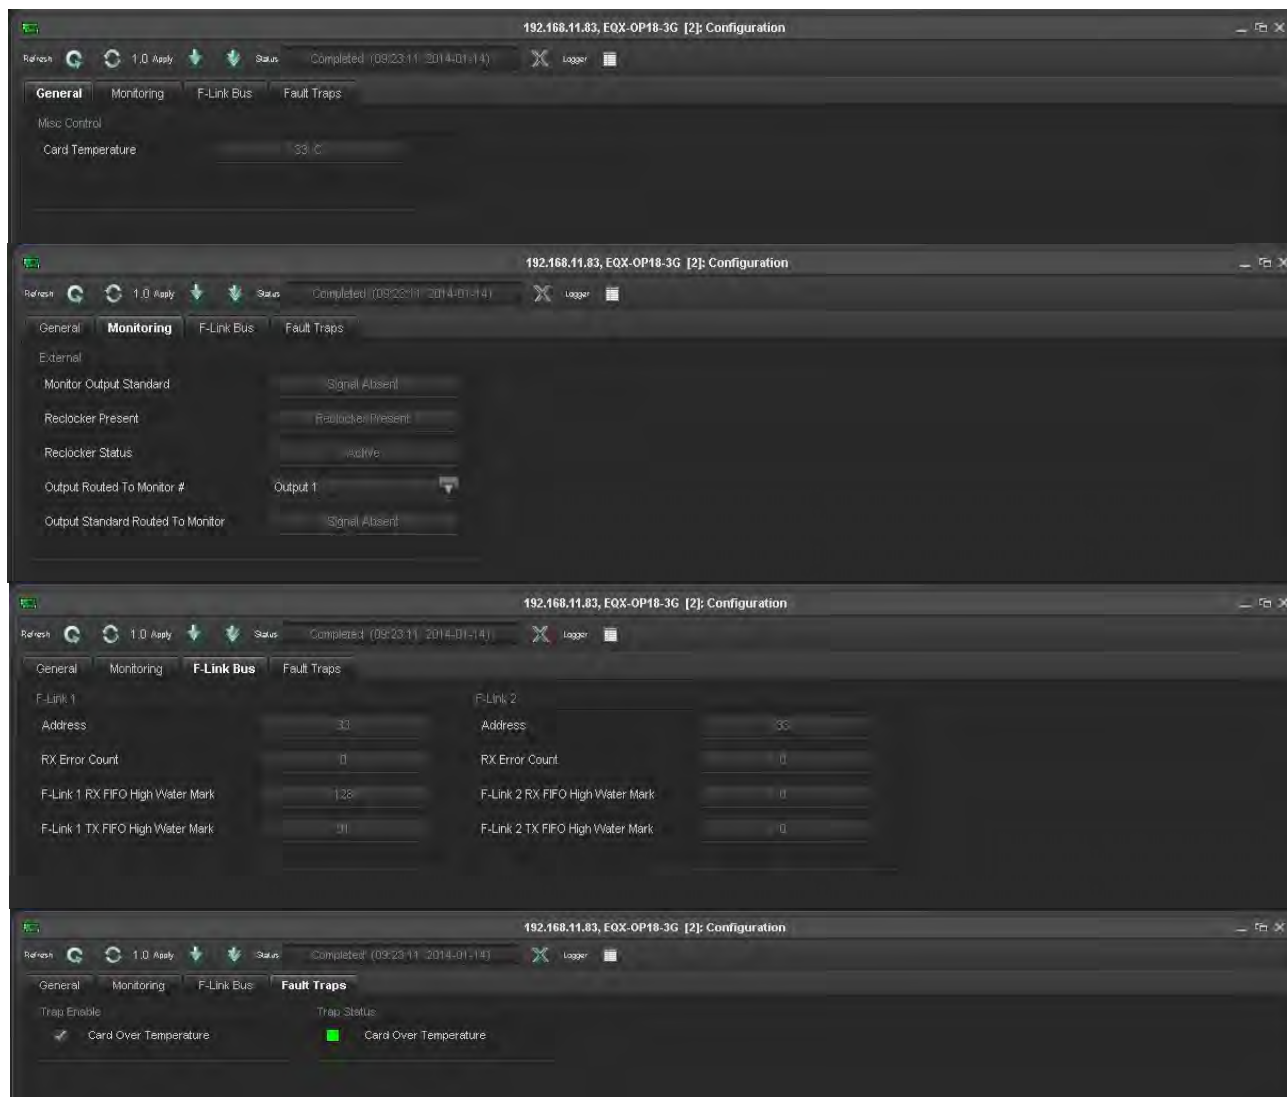 192.168.11.83, EQX-OP18-3G [2]: Configuration
Refresh 1.0 Apply Status Completed (09:23:11 2014-01-14) Logger
General Monitoring F-Link Bus Fault Traps
Misc Control
Card Temperature 33 C
192.168.11.83, EQX-OP18-3G [2]: Configuration
Refresh 1.0 Apply Status Completed (09:23:11 2014-01-14) Logger
General Monitoring F-Link Bus Fault Traps
External
Monitor Output Standard Signal Absent
Reclocker Present Reclocker Present
Reclocker Status Active
Output Routed To Monitor # Output 1
Output Standard Routed To Monitor Signal Absent
192.168.11.83, EQX-OP18-3G [2]: Configuration
Refresh 1.0 Apply Status Completed (09:23:11 2014-01-14) Logger
General Monitoring F-Link Bus Fault Traps
F-Link 1 F-Link 2
Address 33 Address 33
RX Error Count 0 RX Error Count 0
F-Link 1 RX FIFO High Water Mark 128 F-Link 2 RX FIFO High Water Mark 0
F-Link 1 TX FIFO High Water Mark F-Link 2 TX FIFO High Water Mark 0
192.168.11.83, EQX-OP18-3G [2]: Configuration
Refresh 1.0 Apply Status Completed (09:23:11 2014-01-14) Logger
General Monitoring F-Link Bus Fault Traps
Trap Enable Trap Status
Card Over Temperature Card Over Temperature